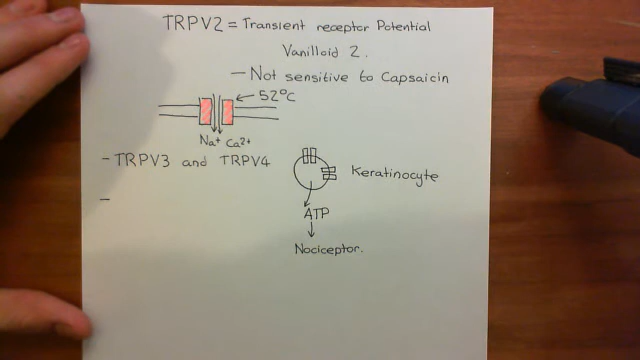 TRPV2 = Transient receptor Potential
Vanilloid 2.
- Not sensitive to Capsaicin
52°C
Na+ Ca2+
- TRPV3 and TRPV4
Keratinocyte
-
ATP
Nociceptor.